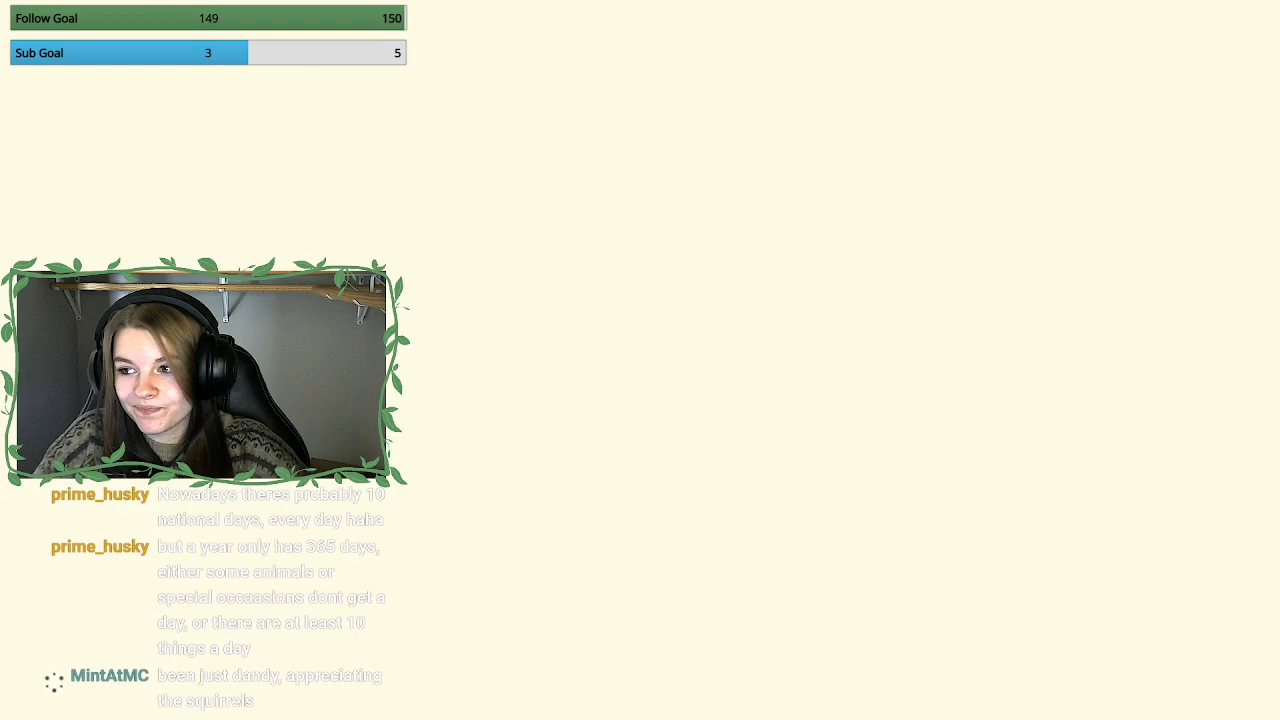 Follow Goal 149 150
Sub Goal 3 5
prime_husky Nowadays theres probably 10
national days, every day haha
prime_husky but a year only has 365 days,
either some animals or
special occaasions dont get a
day, or there are at least 10
things a day
MintAtMC been just dandy, appreciating
the squirrels